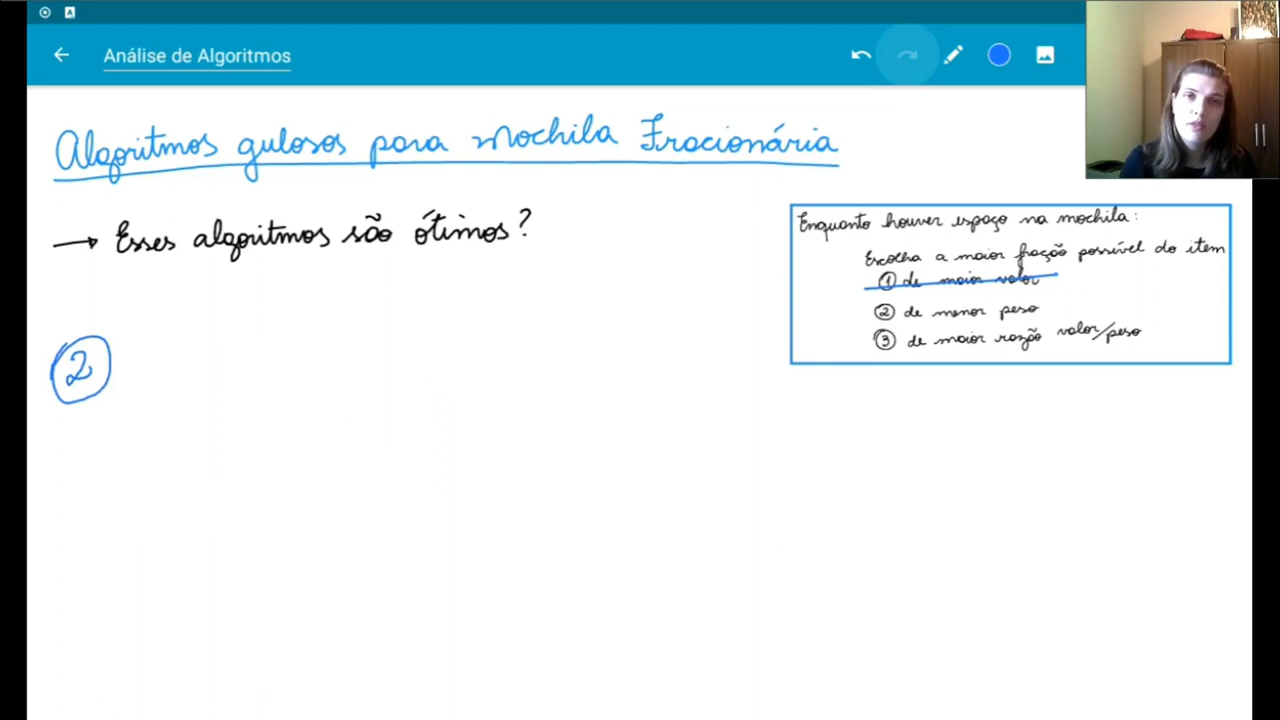 A
Análise de Algoritmos
Algoritmos gulosos para Mochila Fracionária
→ Esses algoritmos são ótimos?
Enquanto houver espaço na mochila:
Escolha a maior fração possível do item
① de maior valor
② de menor peso
③ de maior razão valor/peso
2